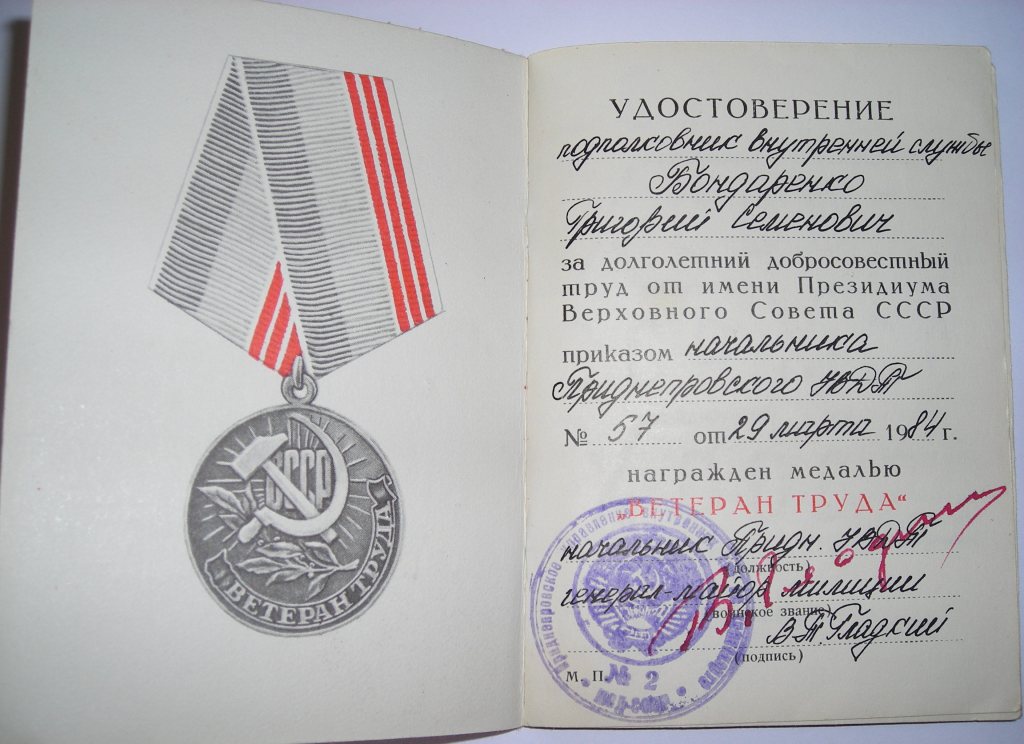 СССР
ВЕТЕРАН ТРУДА
УДОСТОВЕРЕНИЕ
подполковник внутренней службы
Бондаренко
Григорий Семенович
за долголетний добросовестный
труд от имени Президиума
Верховного Совета СССР
приказом начальника
Приднепровского УВДТ
№ 57 от 29 марта 1984 г.
награжден медалью
„ВЕТЕРАН ТРУДА“
начальник Придн. УВДТ
(должность)
генерал-майор милиции
(воинское звание)
В Т Гладкий
(подпись)
М. П.
№ 2